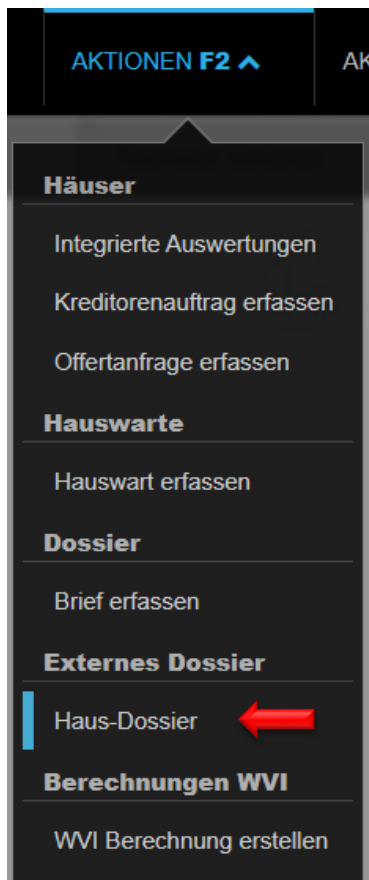 AKTIONEN F2 AK
Häuser
Integrierte Auswertungen
Kreditorenauftrag erfassen
Offertanfrage erfassen
Hauswarte
Hauswart erfassen
Dossier
Brief erfassen
Externes Dossier
Haus-Dossier
Berechnungen WVI
WVI Berechnung erstellen